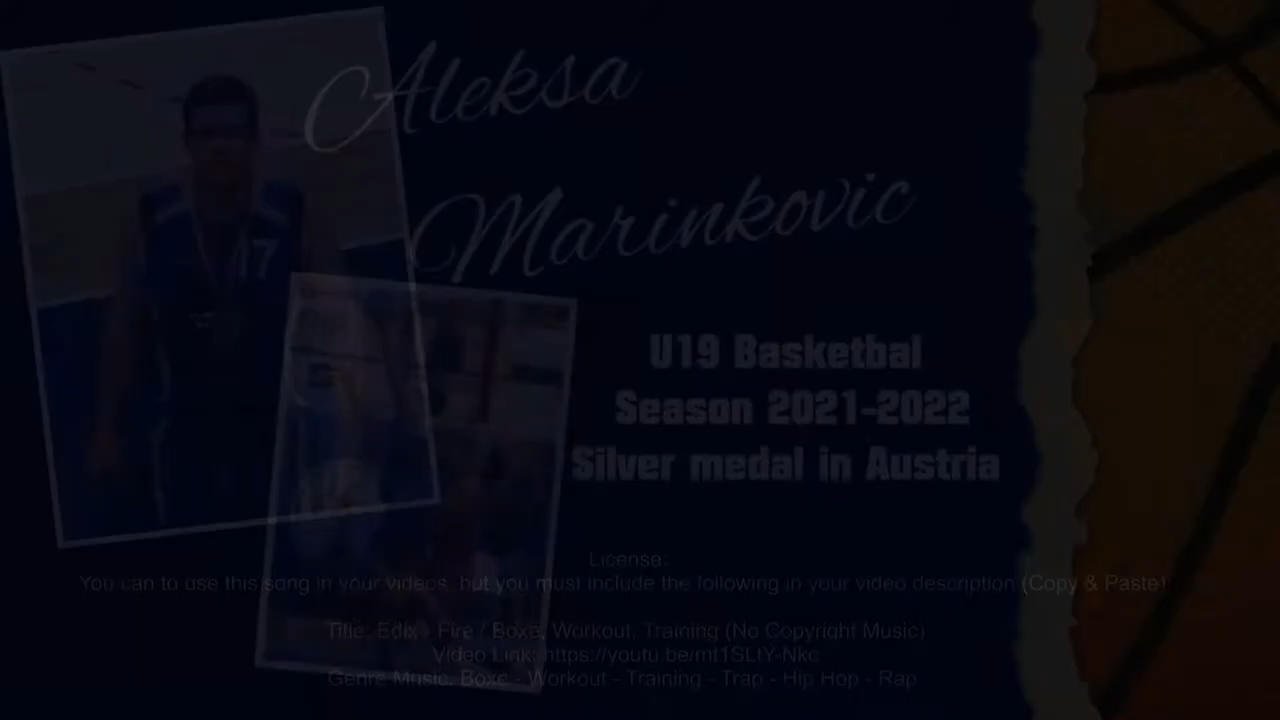 Aleksa
Marinkovic
17
U19 Basketbal
Season 2021-2022
Silver medal in Austria
License:
You can to use this song in your videos, but you must include the following in your video description (Copy & Paste)
Title: Edix - Fire / Boxe, Workout, Training (No Copyright Music)
Video Link: https://youtu.be/mt1SLtY-Nkc
Genre Music: Boxe - Workout - Training - Trap - Hip Hop - Rap